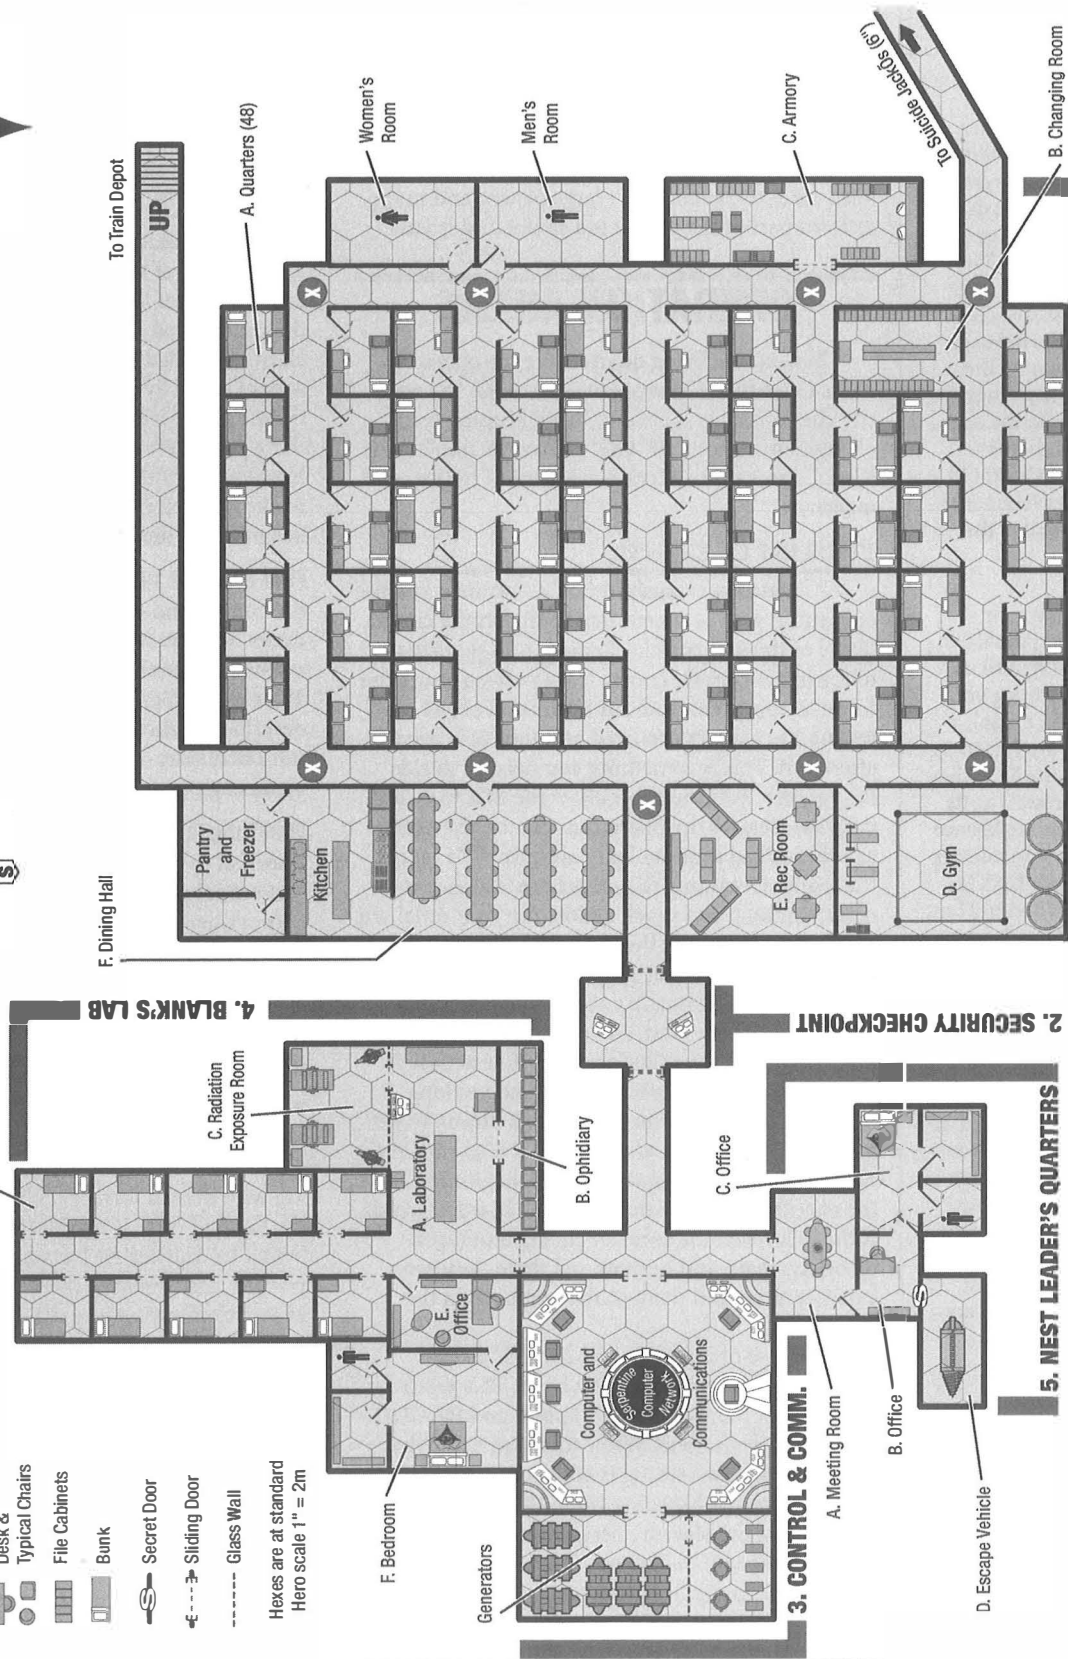 To Train Depot
UP
A. Quarters (48)
Women's
Room
Men's
Room
C. Armory
To Suicide JackÕs (6")
B. Changing Room
X
X
X
X
X
X
X
X
X
S
F. Dining Hall
Pantry
and
Freezer
Kitchen
E. Rec Room
D. Gym
4. BLANK'S LAB
2. SECURITY CHECKPOINT
C. Radiation
Exposure Room
A. Laboratory
B. Ophidiary
E.
Office
F. Bedroom
C. Office
5. NEST LEADER'S QUARTERS
Computer and
Communications
Serpentine
Computer
Network
Generators
3. CONTROL & COMM.
A. Meeting Room
B. Office
S
D. Escape Vehicle
Desk &
Typical Chairs
File Cabinets
Bunk
S
Secret Door
Sliding Door
Glass Wall
Hexes are at standard
Hero scale 1" = 2m